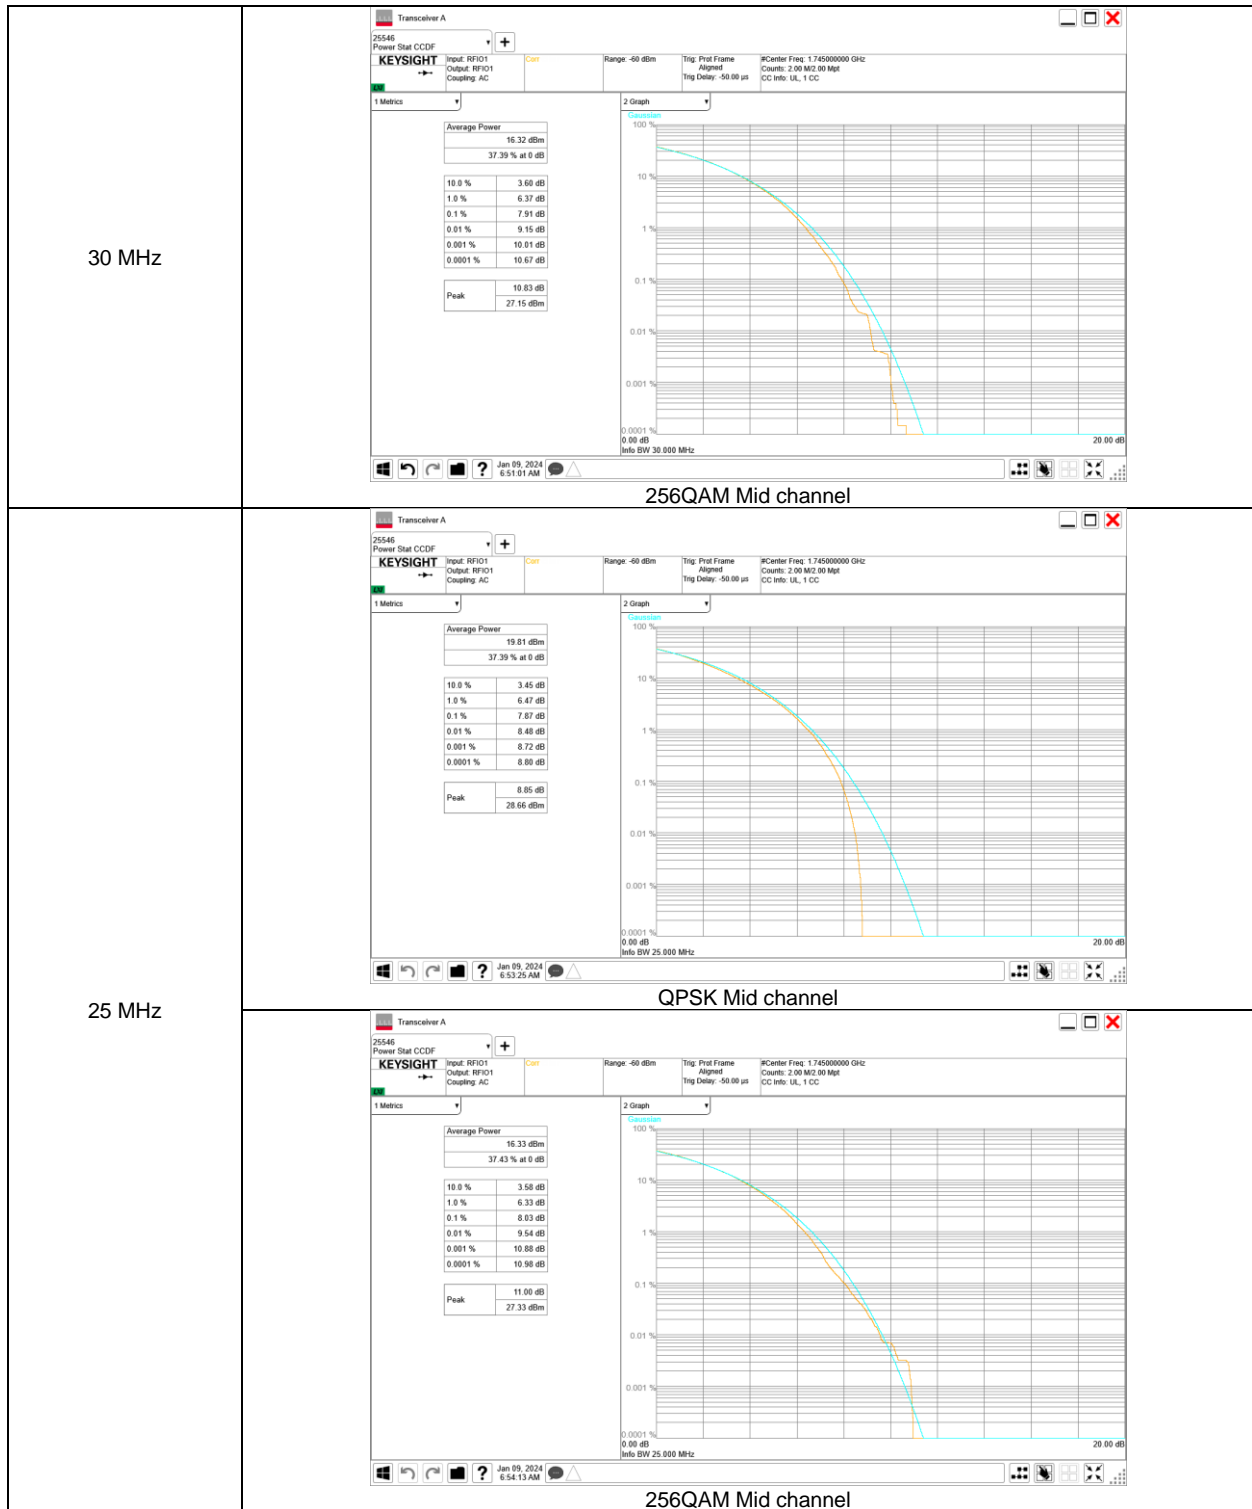 30 MHz
Transceiver A
25546
Power Stat CCDF
KEYSIGHT
Input: RFIO1
Output: RFIO1
Coupling: AC
Corr
Range: -60 dBm
Trig: Prot Frame
Aligned
Trig Delay: -50.00 µs
#Center Freq: 1.745000000 GHz
Counts: 2.00 M/2.00 Mpt
CC Info: UL, 1 CC
1 Metrics
Average Power
16.32 dBm
37.39 % at 0 dB
10.0 % 3.60 dB
1.0 % 6.37 dB
0.1 % 7.91 dB
0.01 % 9.15 dB
0.001 % 10.01 dB
0.0001 % 10.67 dB
Peak
10.83 dB
27.15 dBm
2 Graph
Gaussian
100 %
10 %
1 %
0.1 %
0.01 %
0.001 %
0.0001 %
0.00 dB 20.00 dB
Info BW 30.000 MHz
Jan 09, 2024
6:51:01 AM
256QAM Mid channel
25 MHz
Transceiver A
25546
Power Stat CCDF
KEYSIGHT
Input: RFIO1
Output: RFIO1
Coupling: AC
Corr
Range: -60 dBm
Trig: Prot Frame
Aligned
Trig Delay: -50.00 µs
#Center Freq: 1.745000000 GHz
Counts: 2.00 M/2.00 Mpt
CC Info: UL, 1 CC
1 Metrics
Average Power
19.81 dBm
37.39 % at 0 dB
10.0 % 3.45 dB
1.0 % 6.47 dB
0.1 % 7.87 dB
0.01 % 8.48 dB
0.001 % 8.72 dB
0.0001 % 8.80 dB
Peak
8.85 dB
28.66 dBm
2 Graph
Gaussian
100 %
10 %
1 %
0.1 %
0.01 %
0.001 %
0.0001 %
0.00 dB 20.00 dB
Info BW 25.000 MHz
Jan 09, 2024
6:53:25 AM
QPSK Mid channel
Transceiver A
25546
Power Stat CCDF
KEYSIGHT
Input: RFIO1
Output: RFIO1
Coupling: AC
Corr
Range: -60 dBm
Trig: Prot Frame
Aligned
Trig Delay: -50.00 µs
#Center Freq: 1.745000000 GHz
Counts: 2.00 M/2.00 Mpt
CC Info: UL, 1 CC
1 Metrics
Average Power
16.33 dBm
37.43 % at 0 dB
10.0 % 3.58 dB
1.0 % 6.33 dB
0.1 % 8.03 dB
0.01 % 9.54 dB
0.001 % 10.88 dB
0.0001 % 10.98 dB
Peak
11.00 dB
27.33 dBm
2 Graph
Gaussian
100 %
10 %
1 %
0.1 %
0.01 %
0.001 %
0.0001 %
0.00 dB 20.00 dB
Info BW 25.000 MHz
Jan 09, 2024
6:54:13 AM
256QAM Mid channel